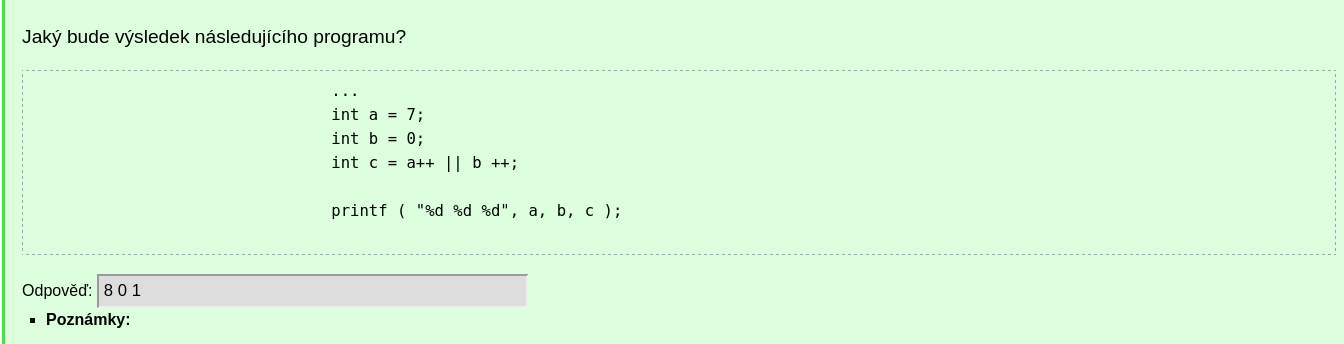 Jaký bude výsledek následujícího programu?
...
int a = 7;
int b = 0;
int c = a++ || b ++;
printf ( "%d %d %d", a, b, c );
Odpověď: 8 0 1
Poznámky: